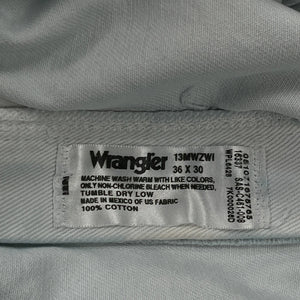 Wrangler 13MWZWI
36 X 30
MACHINE WASH WARM WITH LIKE COLORS,
ONLY NON-CHLORINE BLEACH WHEN NEEDED,
TUMBLE DRY LOW
MADE IN MEXICO OF US FABRIC
100% COTTON